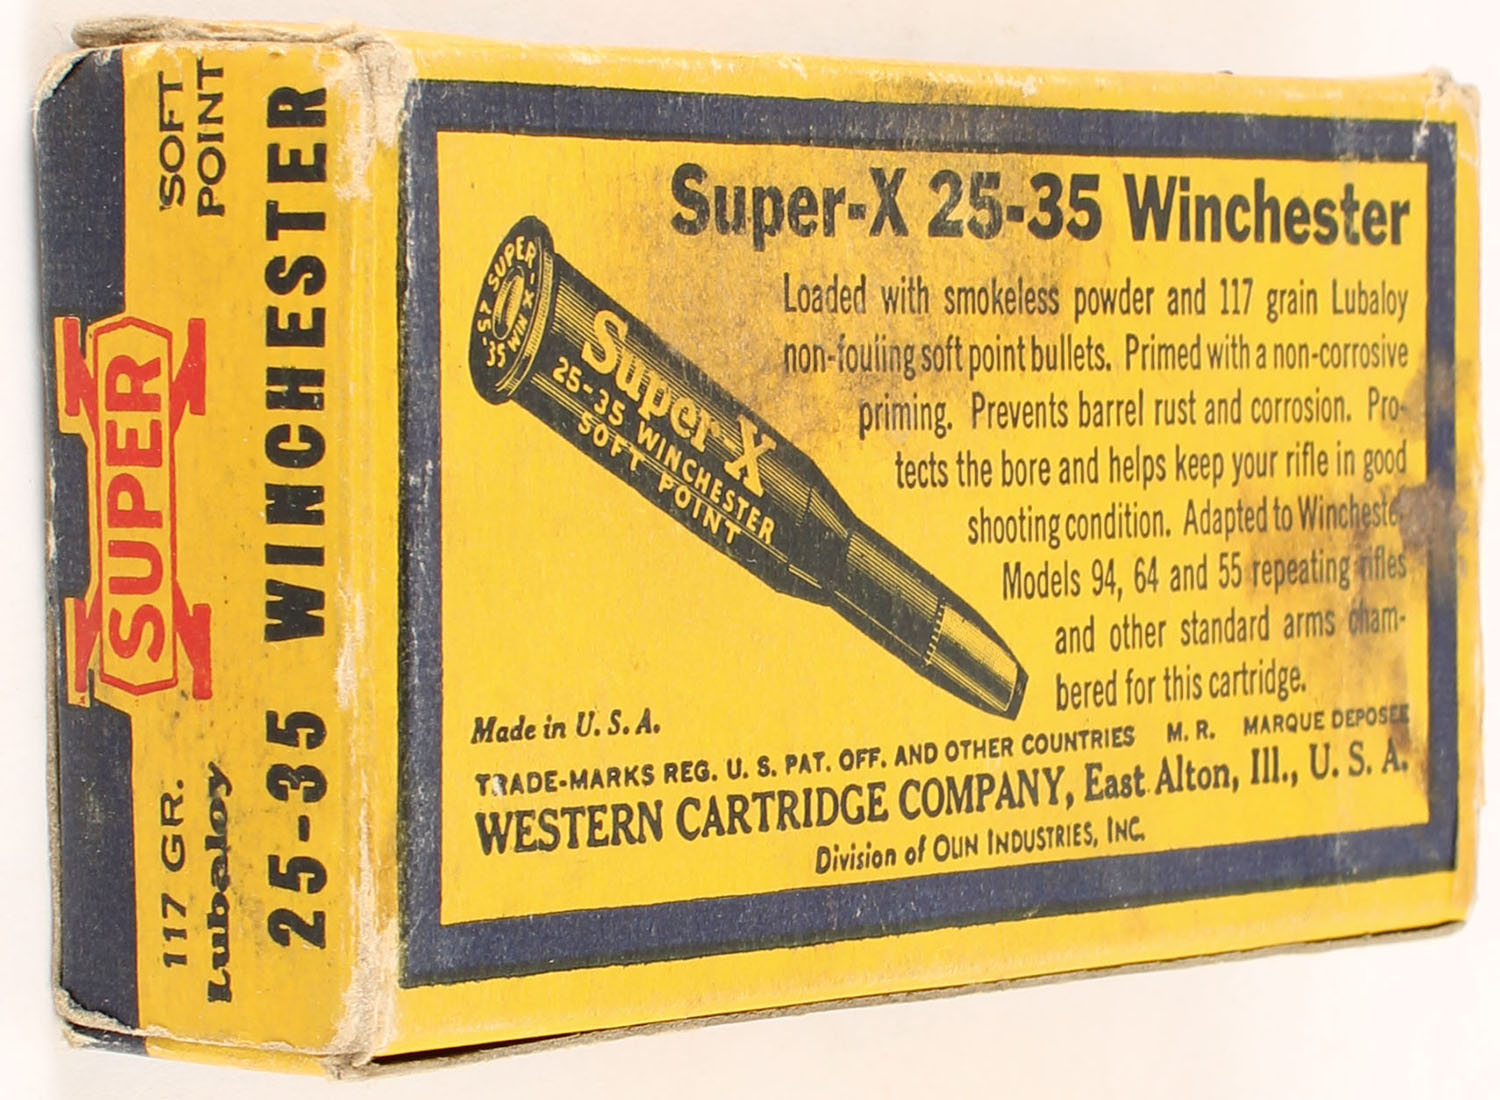 SOFT
POINT
SUPER
X
117 GR.
Lubaloy
25-35 WINCHESTER
Super-X 25-35 Winchester
Loaded with smokeless powder and 117 grain Lubaloy
non-fouling soft point bullets. Primed with a non-corrosive
priming. Prevents barrel rust and corrosion. Pro-
tects the bore and helps keep your rifle in good
shooting condition. Adapted to Winchester
Models 94, 64 and 55 repeating rifles
and other standard arms cham-
bered for this cartridge.
SUPER X
25-35 WIN
Super-X
25-35 WINCHESTER
SOFT POINT
Made in U. S. A.
TRADE-MARKS REG. U. S. PAT. OFF. AND OTHER COUNTRIES M. R. MARQUE DEPOSEE
WESTERN CARTRIDGE COMPANY, East Alton, Ill., U. S. A.
Division of OLIN INDUSTRIES, INC.